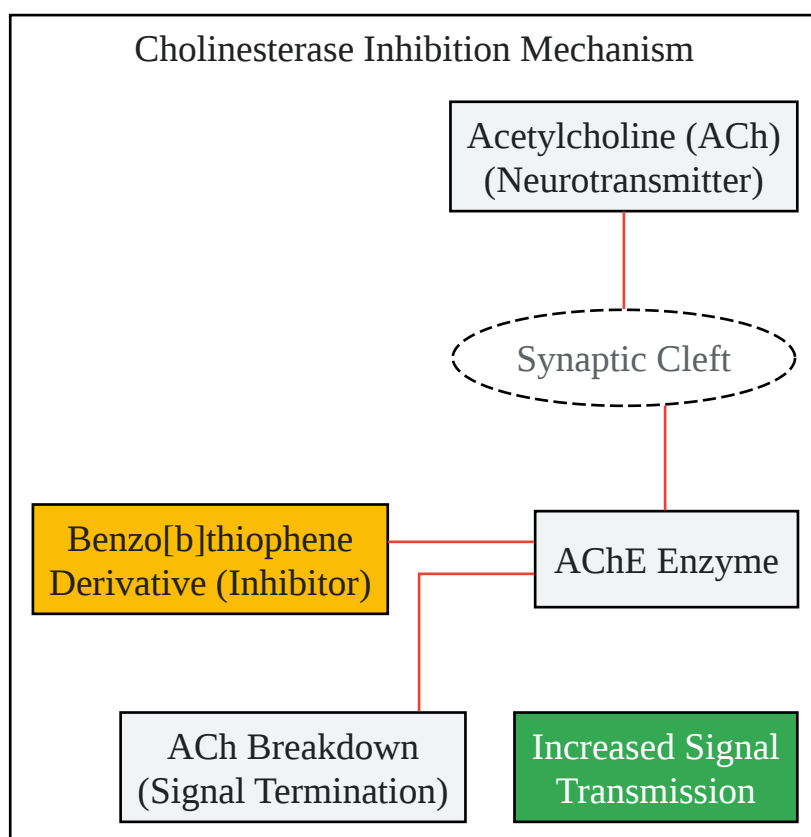 Cholinesterase Inhibition Mechanism
Acetylcholine (ACh)
(Neurotransmitter)
Synaptic Cleft
Benzo[b]thiophene
Derivative (Inhibitor)
AChE Enzyme
ACh Breakdown
(Signal Termination)
Increased Signal
Transmission